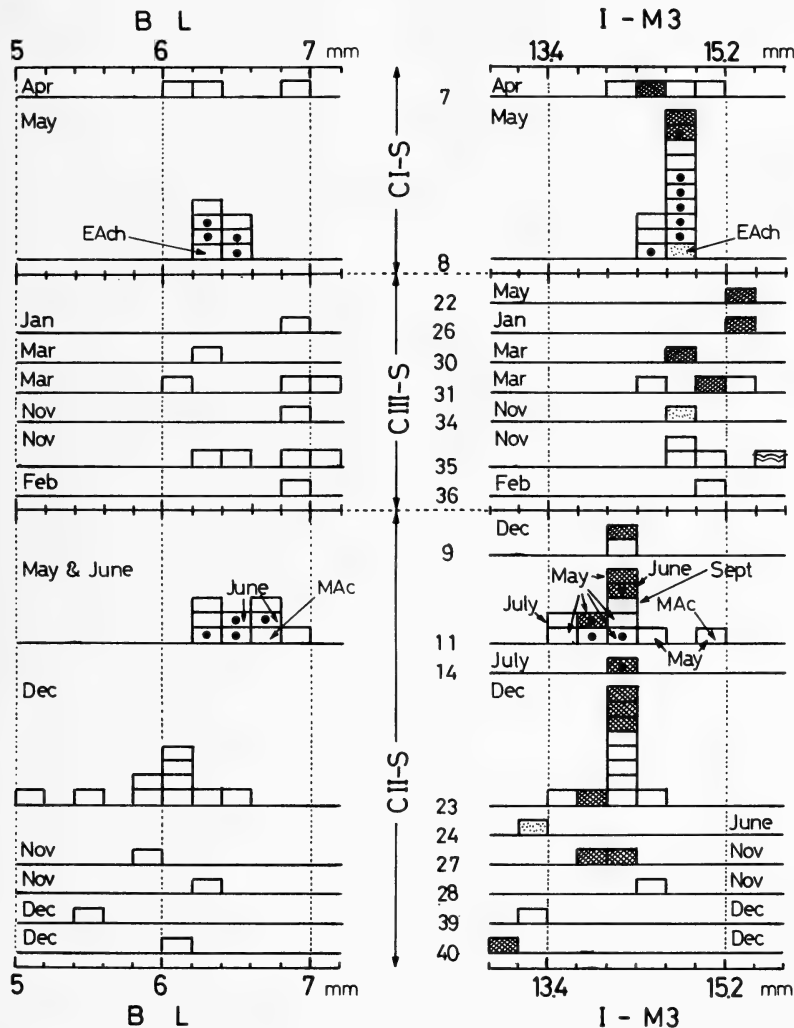 B L
I - M3
5 6 7 mm
13.4 15.2 mm
Apr 7 Apr
May May
CI-S
EAch EAch
8
22 May
Jan 26 Jan
Mar 30 Mar
Mar 31 Mar
CIII-S
Nov 34 Nov
Nov 35 Nov
Feb 36 Feb
9 Dec
May & June
June MAc
May June Sept
July MAc
11 May
14 July
Dec Dec
CII-S
23
24 June
Nov 27 Nov
Nov 28 Nov
Dec 39 Dec
Dec 40 Dec
5 6 7 mm
13.4 15.2 mm
B L
I - M3